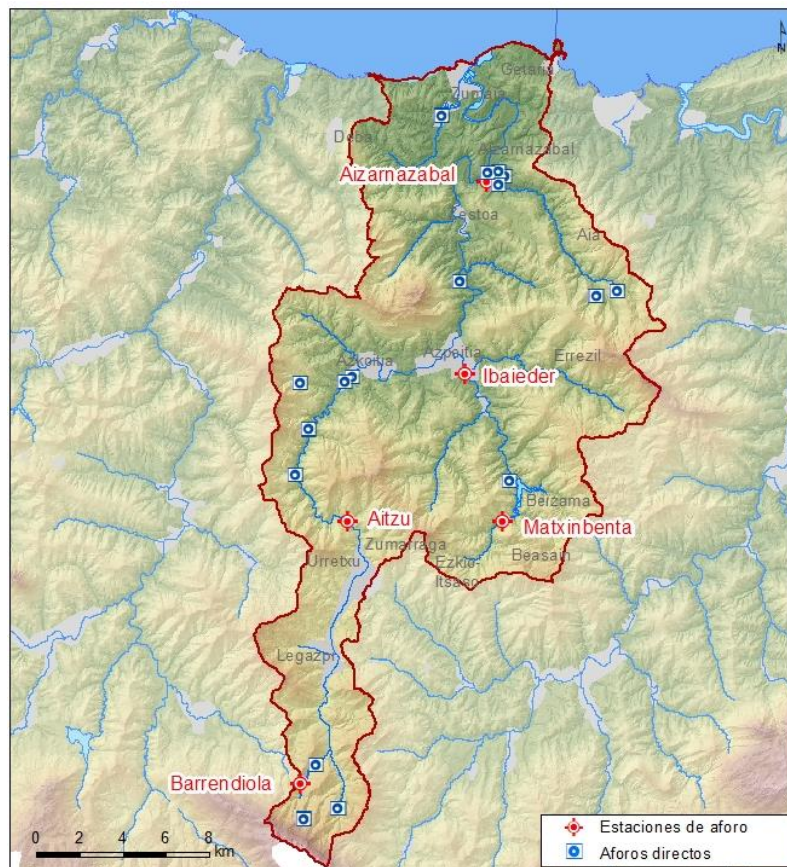 N
Getaria
Zumaia
Deba
Aizarnazabal
Aizarnazabal
Zestoa
Aia
Azkoitia
Azpeitia
Errezil
Ibaieder
Beizama
Aitzu
Matxinbenta
Zumarraga
Urretxu
Ezkio-
Itsaso
Beasain
Legazpi
Barrendiola
0 2 4 6 8
km
Estaciones de aforo
Aforos directos